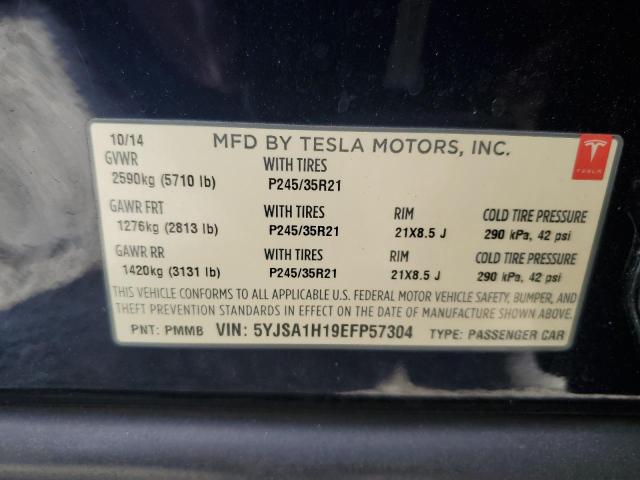 10/14 MFD BY TESLA MOTORS, INC.
GVWR WITH TIRES
2590kg (5710 lb) P245/35R21
TESLA
GAWR FRT WITH TIRES RIM COLD TIRE PRESSURE
1276kg (2813 lb) P245/35R21 21X8.5 J 290 kPa, 42 psi
GAWR RR WITH TIRES RIM COLD TIRE PRESSURE
1420kg (3131 lb) P245/35R21 21X8.5 J 290 kPa, 42 psi
THIS VEHICLE CONFORMS TO ALL U.S. FEDERAL MOTOR VEHICLE SAFETY, BUMPER, AND
THEFT PREVENTION STANDARDS IN EFFECT ON THE DATE OF MANUFACTURE SHOWN ABOVE.
PNT: PMMB VIN: 5YJSA1H19EFP57304 TYPE: PASSENGER CAR